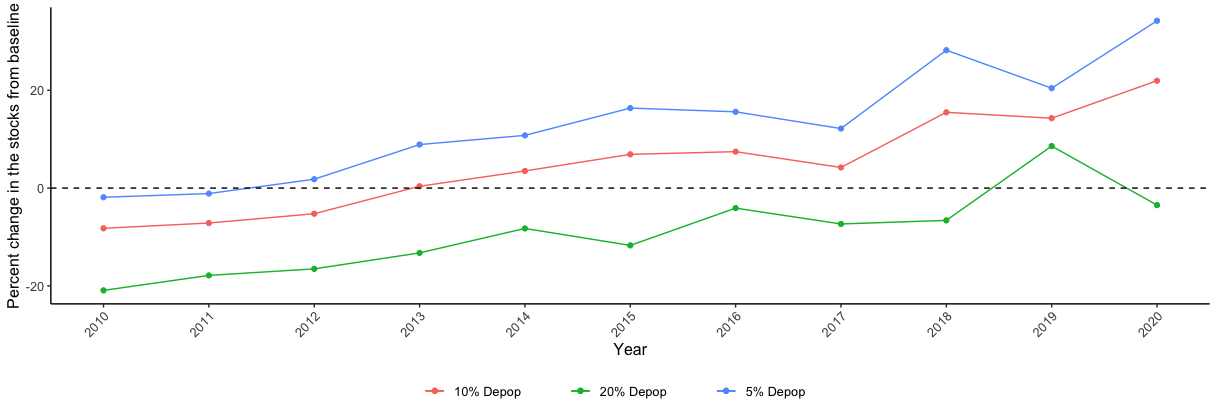 Percent change in the stocks from baseline
20
0
-20
2010 2011 2012 2013 2014 2015 2016 2017 2018 2019 2020
Year
10% Depop 20% Depop 5% Depop